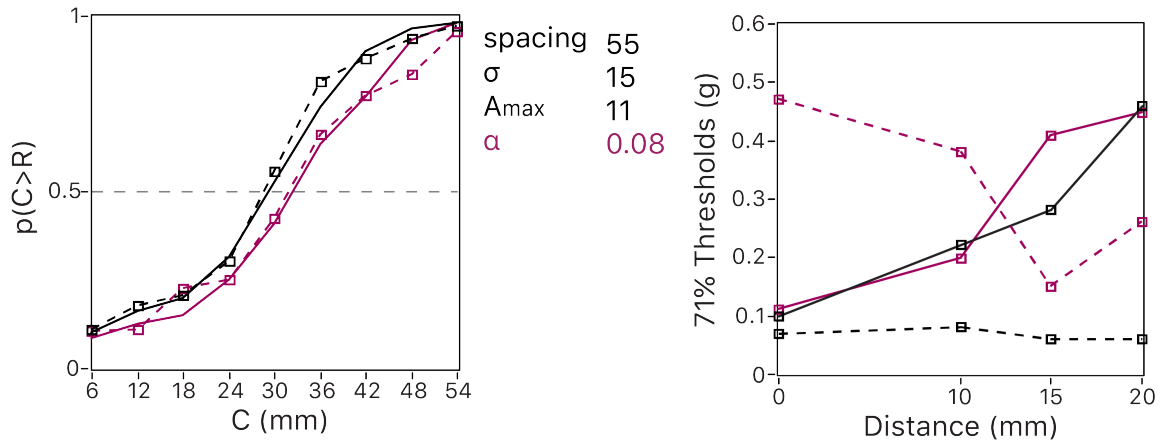 1
0.5
0
p(C>R)
6 12 18 24 30 36 42 48 54
C (mm)
spacing 55
σ 15
Amax 11
α 0.08
0.6
0.5
0.4
0.3
0.2
0.1
0
71% Thresholds (g)
0 10 15 20
Distance (mm)